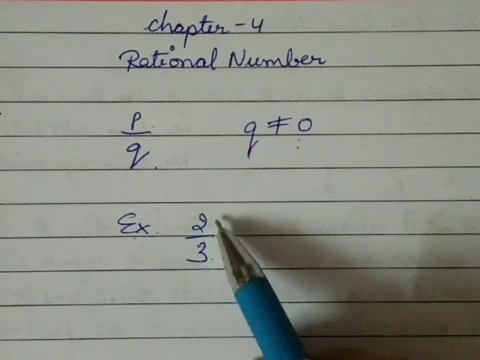 chapter - 4
Rational Number
p/q q ≠ 0
Ex. 2/3